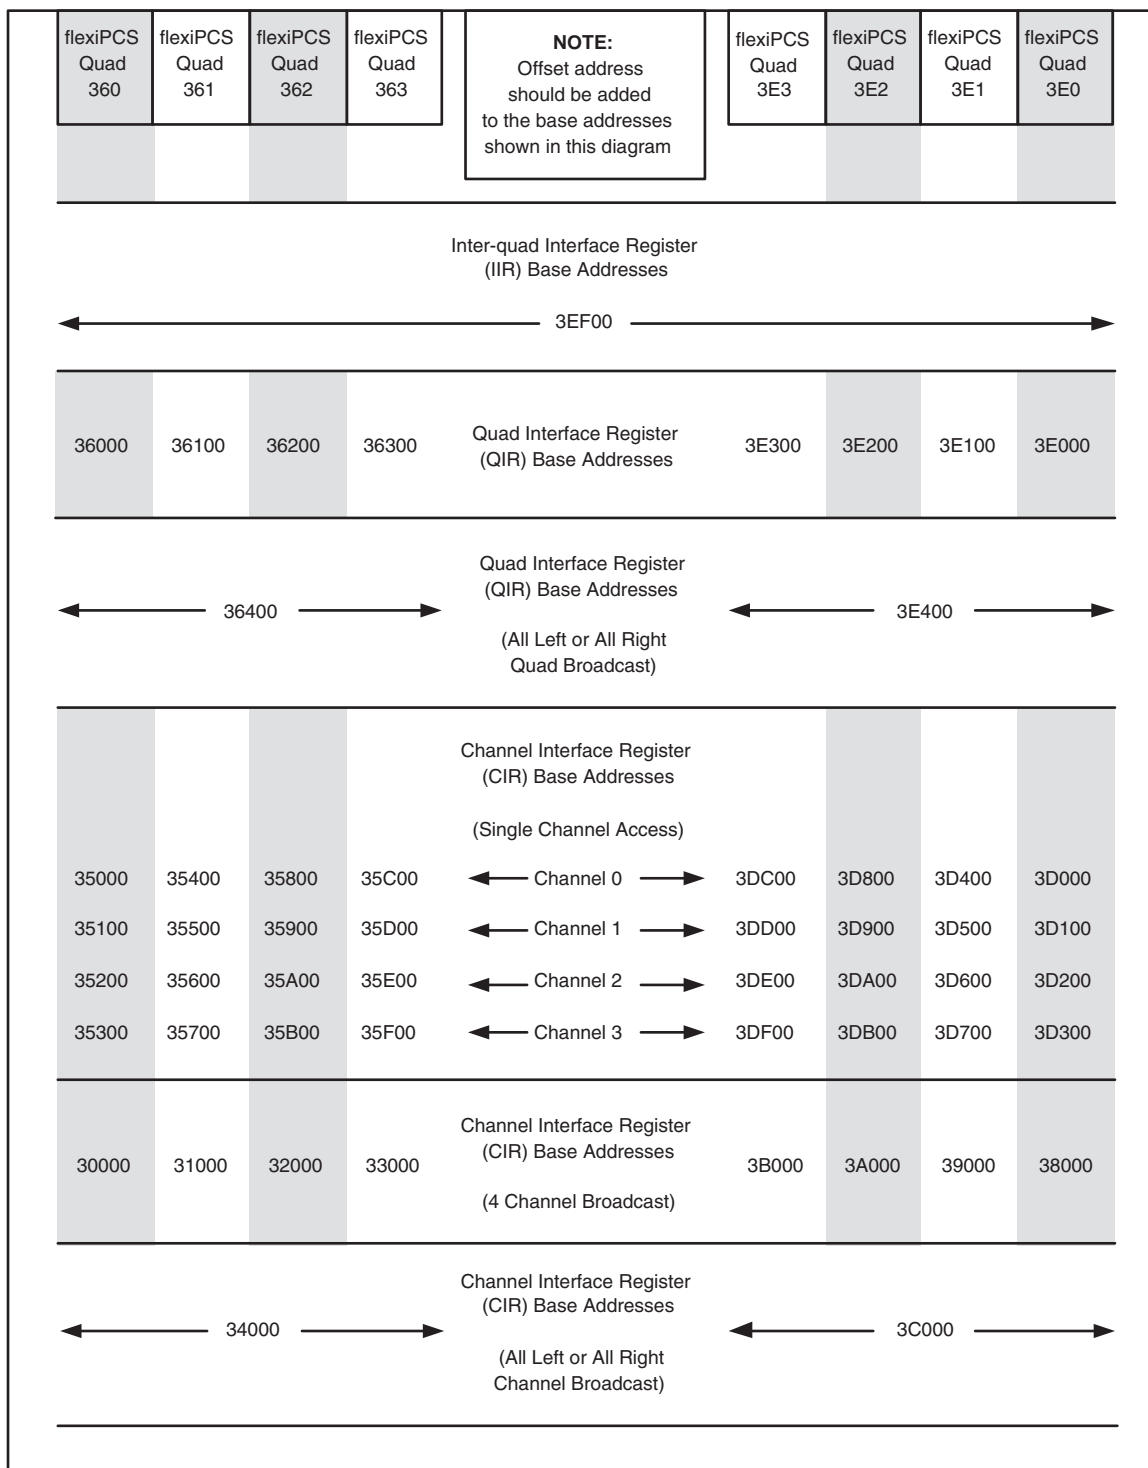 flexiPCS
Quad
360
flexiPCS
Quad
361
flexiPCS
Quad
362
flexiPCS
Quad
363
NOTE:
Offset address
should be added
to the base addresses
shown in this diagram
flexiPCS
Quad
3E3
flexiPCS
Quad
3E2
flexiPCS
Quad
3E1
flexiPCS
Quad
3E0
Inter-quad Interface Register
(IIR) Base Addresses
3EF00
36000 36100 36200 36300
Quad Interface Register
(QIR) Base Addresses
3E300 3E200 3E100 3E000
Quad Interface Register
(QIR) Base Addresses
36400
3E400
(All Left or All Right
Quad Broadcast)
Channel Interface Register
(CIR) Base Addresses
(Single Channel Access)
35000 35400 35800 35C00 Channel 0 3DC00 3D800 3D400 3D000
35100 35500 35900 35D00 Channel 1 3DD00 3D900 3D500 3D100
35200 35600 35A00 35E00 Channel 2 3DE00 3DA00 3D600 3D200
35300 35700 35B00 35F00 Channel 3 3DF00 3DB00 3D700 3D300
Channel Interface Register
(CIR) Base Addresses
30000 31000 32000 33000
3B000 3A000 39000 38000
(4 Channel Broadcast)
Channel Interface Register
(CIR) Base Addresses
34000
3C000
(All Left or All Right
Channel Broadcast)